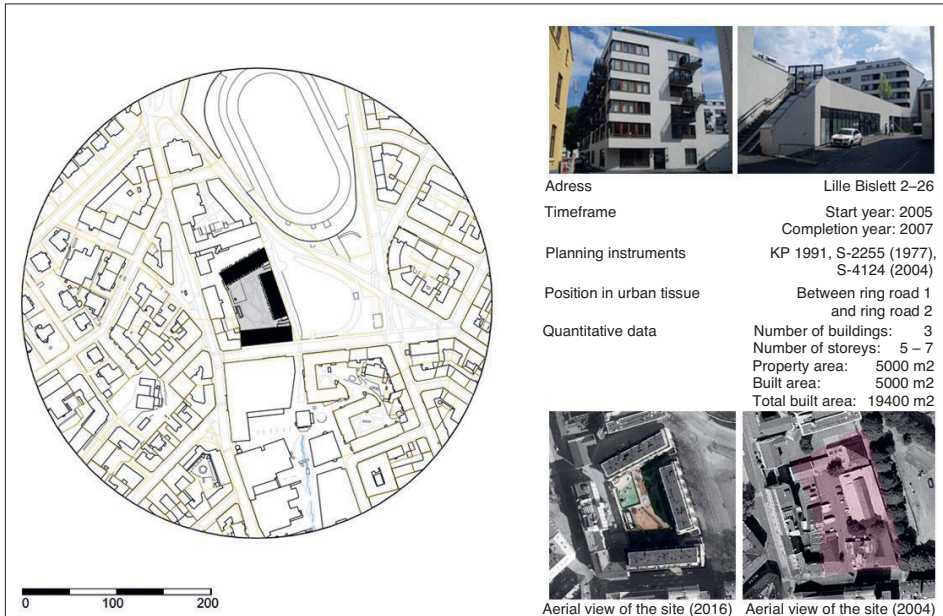 Adress Lille Bislett 2–26
Timeframe Start year: 2005
Completion year: 2007
Planning instruments KP 1991, S-2255 (1977),
S-4124 (2004)
Position in urban tissue Between ring road 1
and ring road 2
Quantitative data Number of buildings: 3
Number of storeys: 5 – 7
Property area: 5000 m2
Built area: 5000 m2
Total built area: 19400 m2
0 100 200
Aerial view of the site (2016) Aerial view of the site (2004)